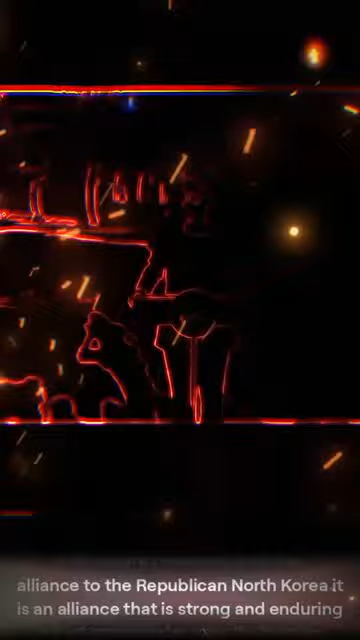 alliance to the Republican North Korea it
is an alliance that is strong and enduring